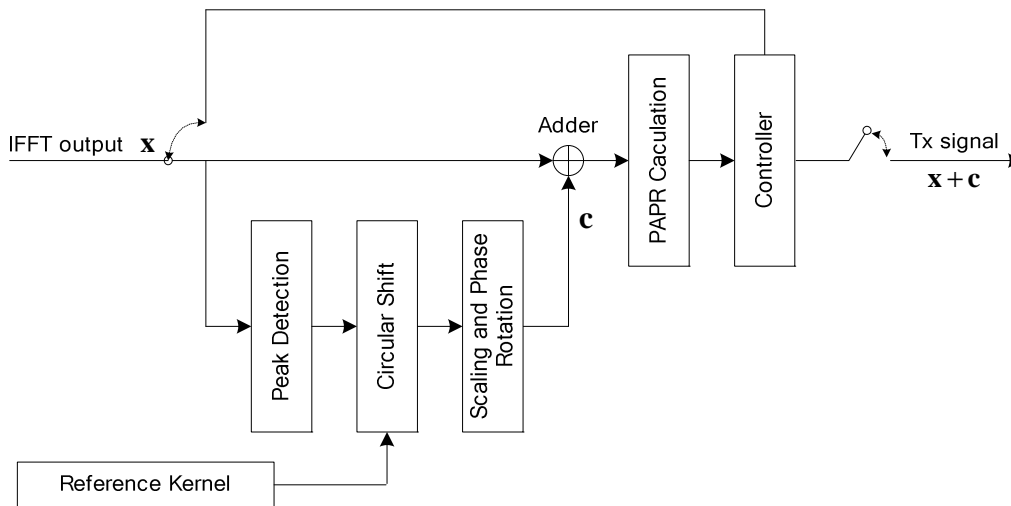 IFFT output x
Adder
c
PAPR Caculation
Controller
Tx signal
x + c
Peak Detection
Circular Shift
Scaling and Phase
Rotation
Reference Kernel